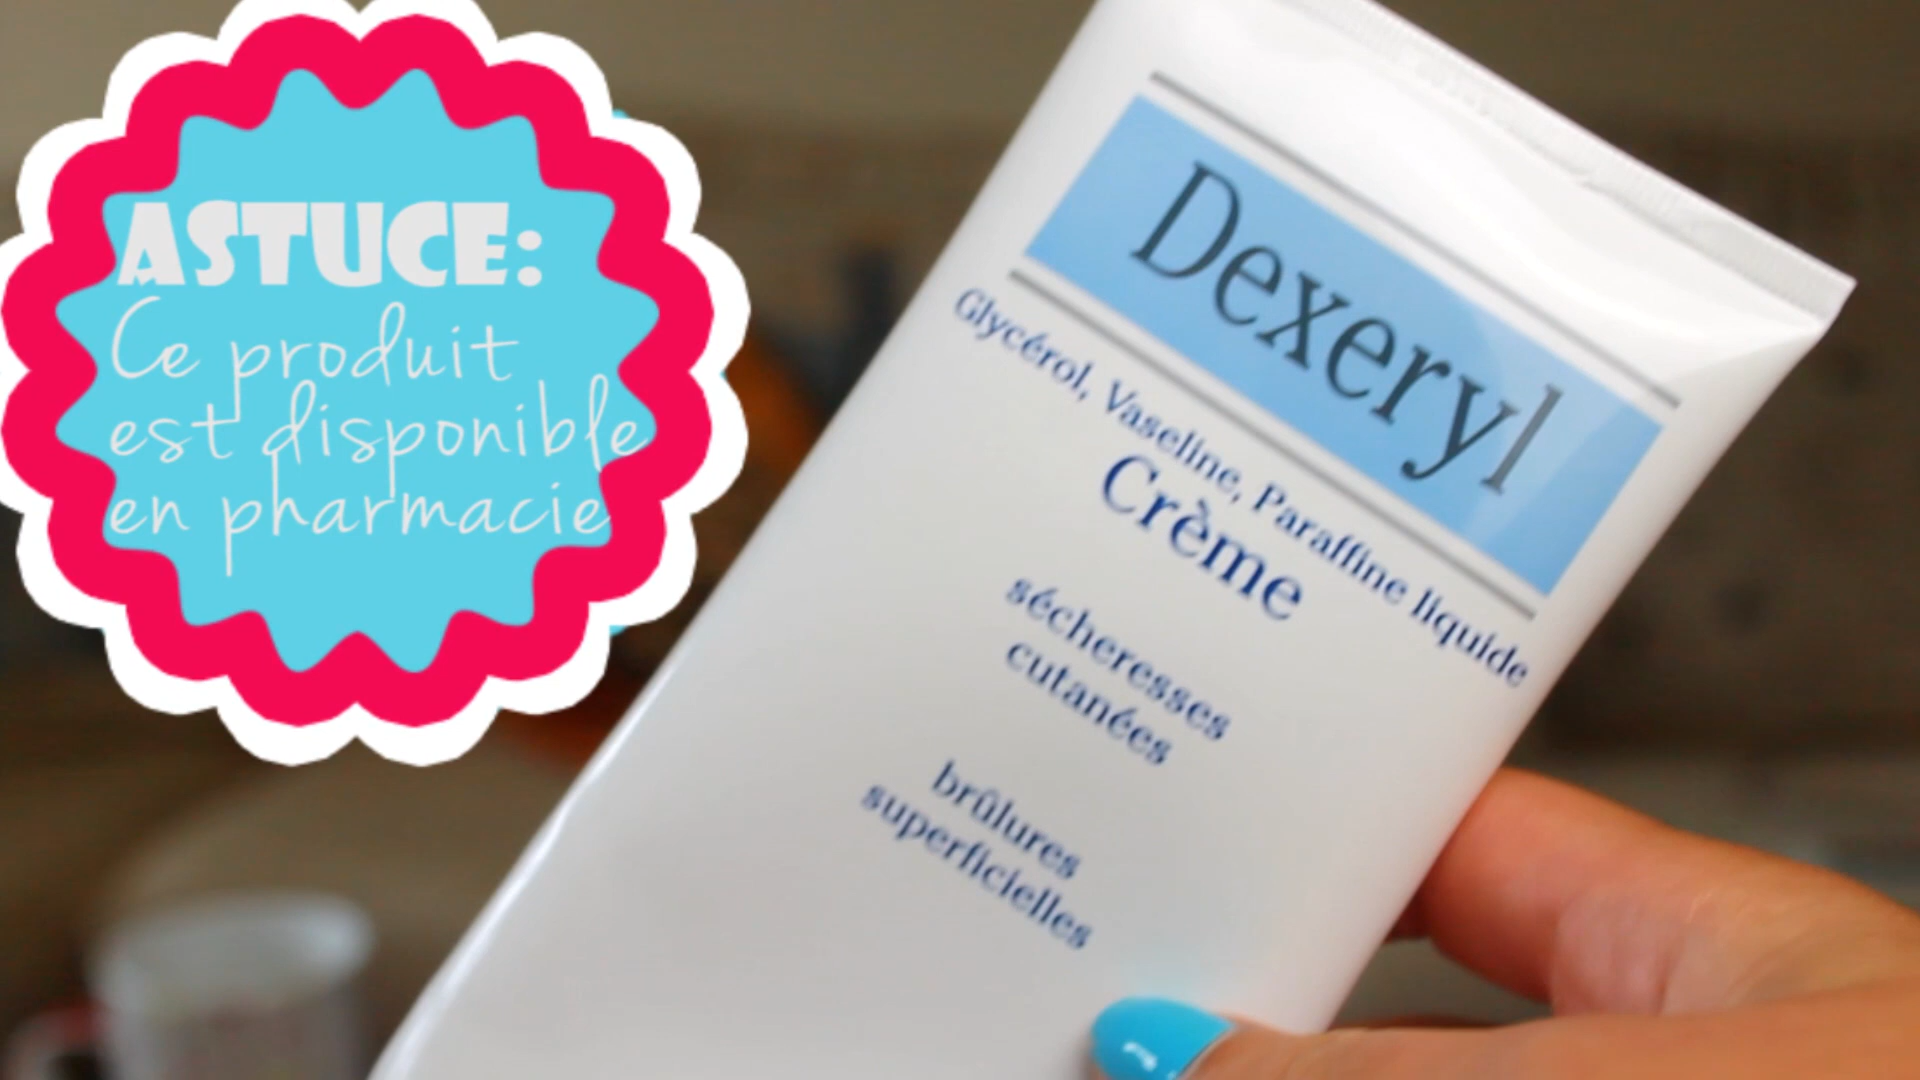 ASTUCE:
Ce produit
est disponible
en pharmacie
Dexeryl
Glycérol, Vaseline, Paraffine liquide
Crème
sécheresses
cutanées
brûlures
superficielles